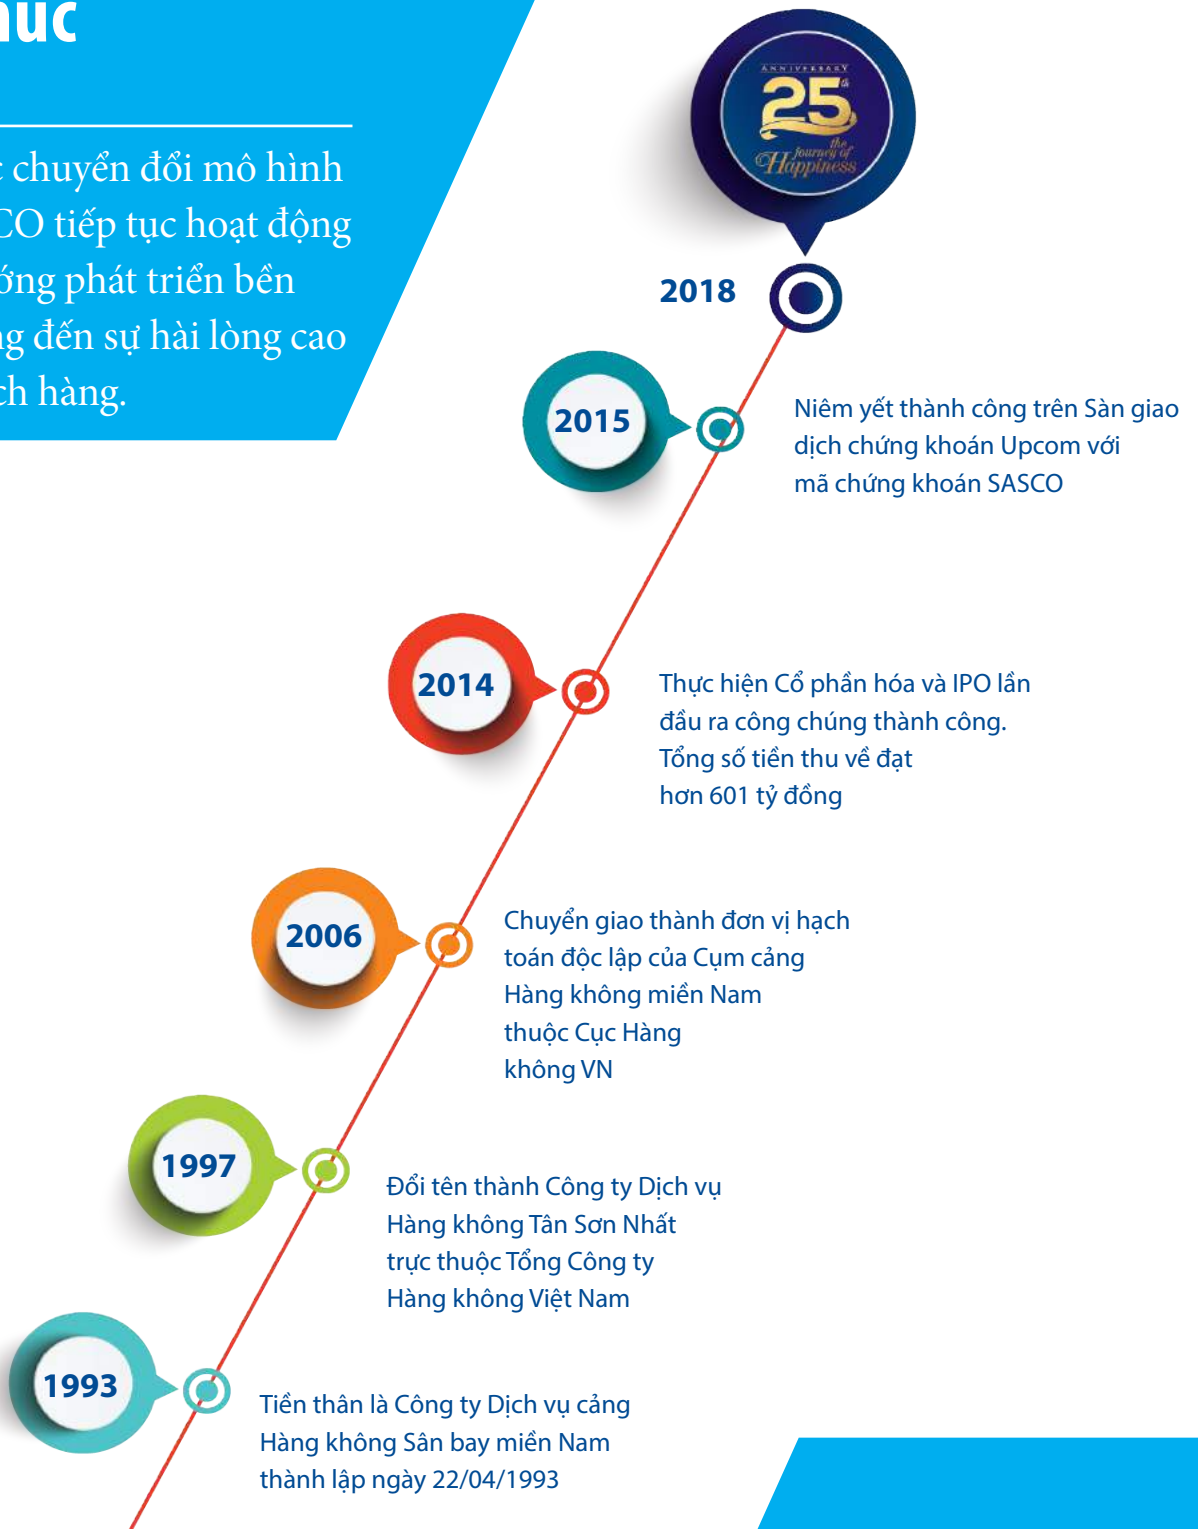 chuyển đổi mô hình
tiếp tục hoạt động
phát triển bền
đến sự hài lòng cao
hàng.
ANNIVERSARY
25th
the
journey of
Happiness
2018
2015
Niêm yết thành công trên Sàn giao
dịch chứng khoán Upcom với
mã chứng khoán SASCO
2014
Thực hiện Cổ phần hóa và IPO lần
đầu ra công chúng thành công.
Tổng số tiền thu về đạt
hơn 601 tỷ đồng
2006
Chuyển giao thành đơn vị hạch
toán độc lập của Cụm cảng
Hàng không miền Nam
thuộc Cục Hàng
không VN
1997
Đổi tên thành Công ty Dịch vụ
Hàng không Tân Sơn Nhất
trực thuộc Tổng Công ty
Hàng không Việt Nam
1993
Tiền thân là Công ty Dịch vụ cảng
Hàng không Sân bay miền Nam
thành lập ngày 22/04/1993